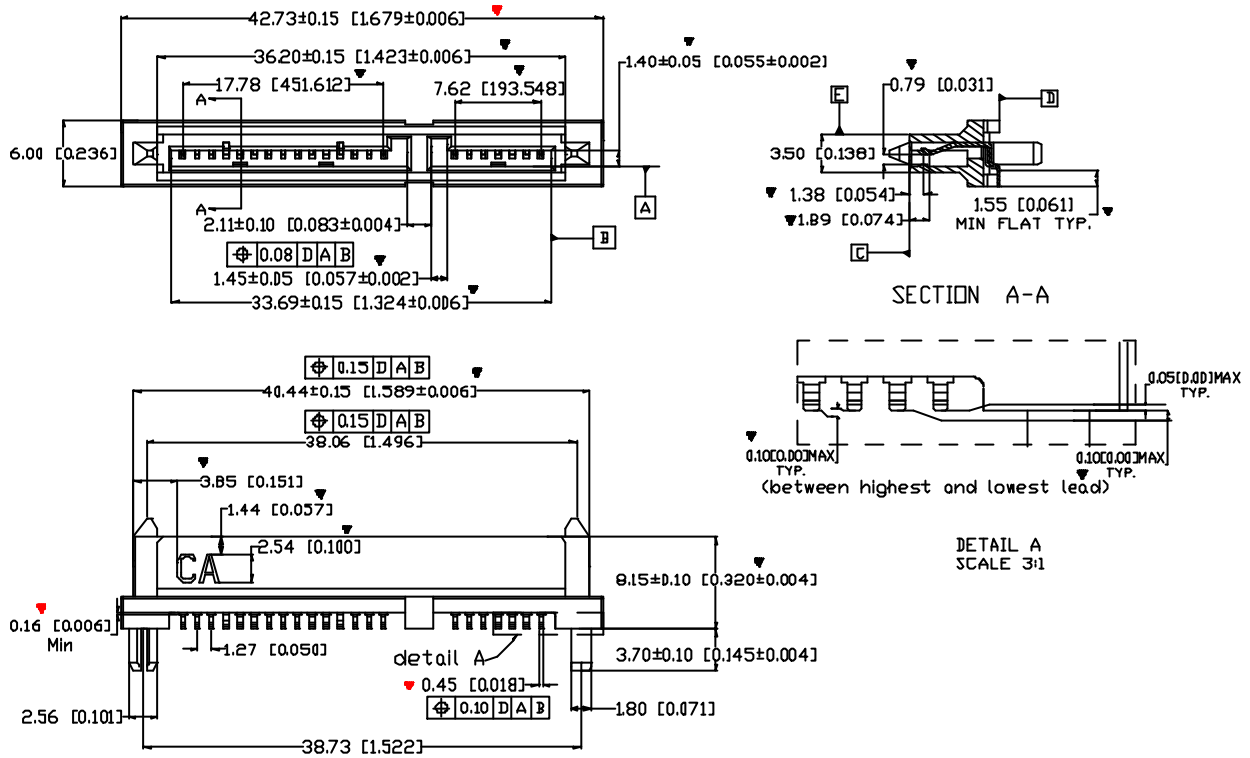 42.73±0.15 [1.679±0.006]
36.20±0.15 [1.423±0.006]
1.40±0.05 [0.055±0.002]
17.78 [451.612]
7.62 [193.548]
A
6.00 [0.236]
A
2.11±0.10 [0.083±0.004]
A
B
0.08 D A B
1.45±0.05 [0.057±0.002]
33.69±0.15 [1.324±0.006]
0.79 [0.031]
E
D
3.50 [0.138]
1.38 [0.054]
1.89 [0.074]
1.55 [0.061]
MIN FLAT TYP.
C
SECTION A-A
0.15 D A B
40.44±0.15 [1.589±0.006]
0.15 D A B
38.06 [1.496]
3.85 [0.151]
1.44 [0.057]
2.54 [0.100]
CA
8.15±0.10 [0.320±0.004]
0.16 [0.006]
Min
1.27 [0.050]
detail A
3.70±0.10 [0.145±0.004]
0.45 [0.018]
0.10 D A B
2.56 [0.101]
1.80 [0.071]
38.73 [1.522]
0.05[0.00]MAX
TYP.
0.10[0.00]MAX
TYP.
0.10[0.00]MAX
TYP.
(between highest and lowest lead)
DETAIL A
SCALE 3:1